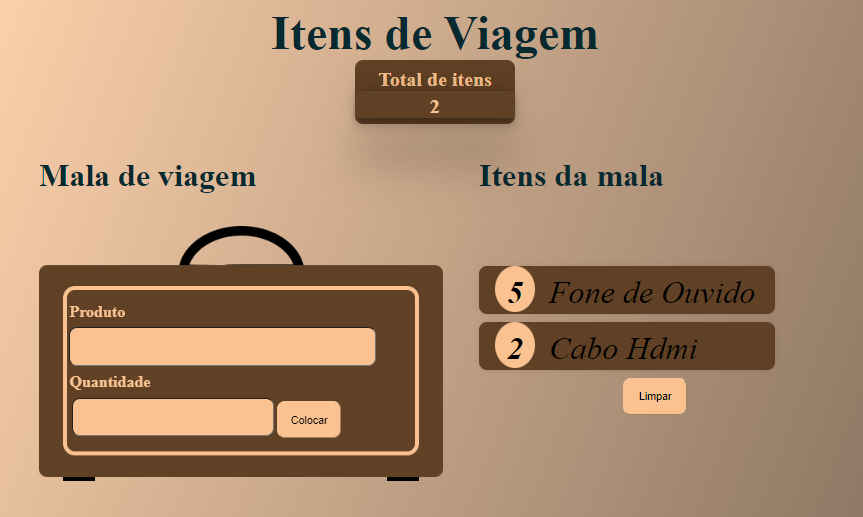 Itens de Viagem
Total de itens
2
Mala de viagem
Produto
Quantidade
Colocar
Itens da mala
5 Fone de Ouvido
2 Cabo Hdmi
Limpar